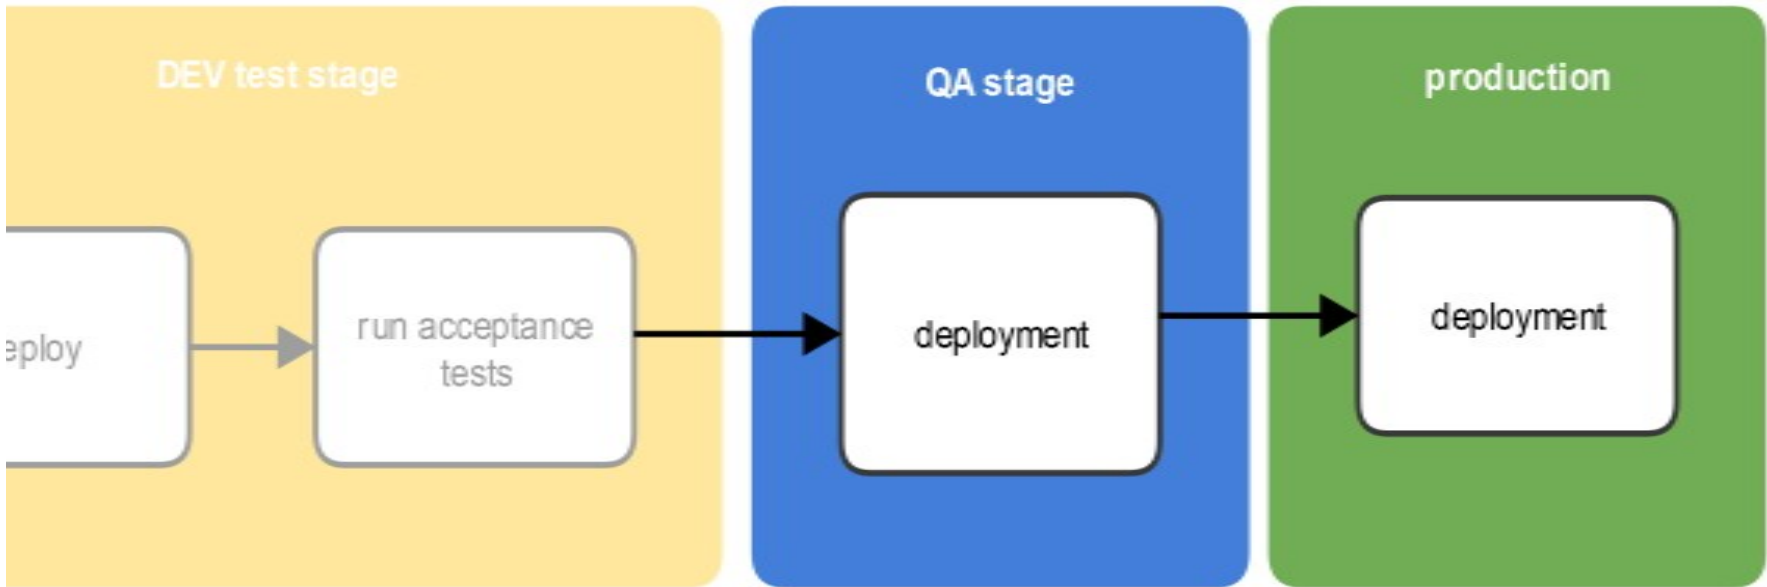 DEV test stage
QA stage
production
eploy
run acceptance
tests
deployment
deployment